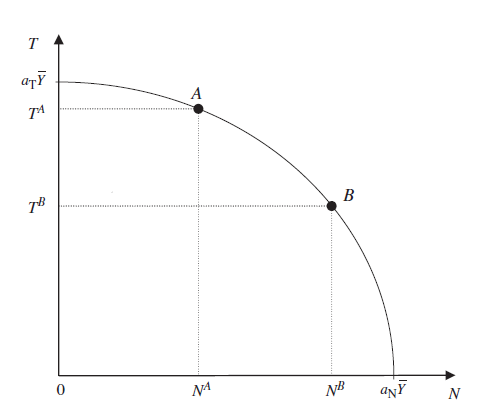 T
a_T Y̅
A
T^A
B
T^B
0 N^A N^B a_N Y̅ N